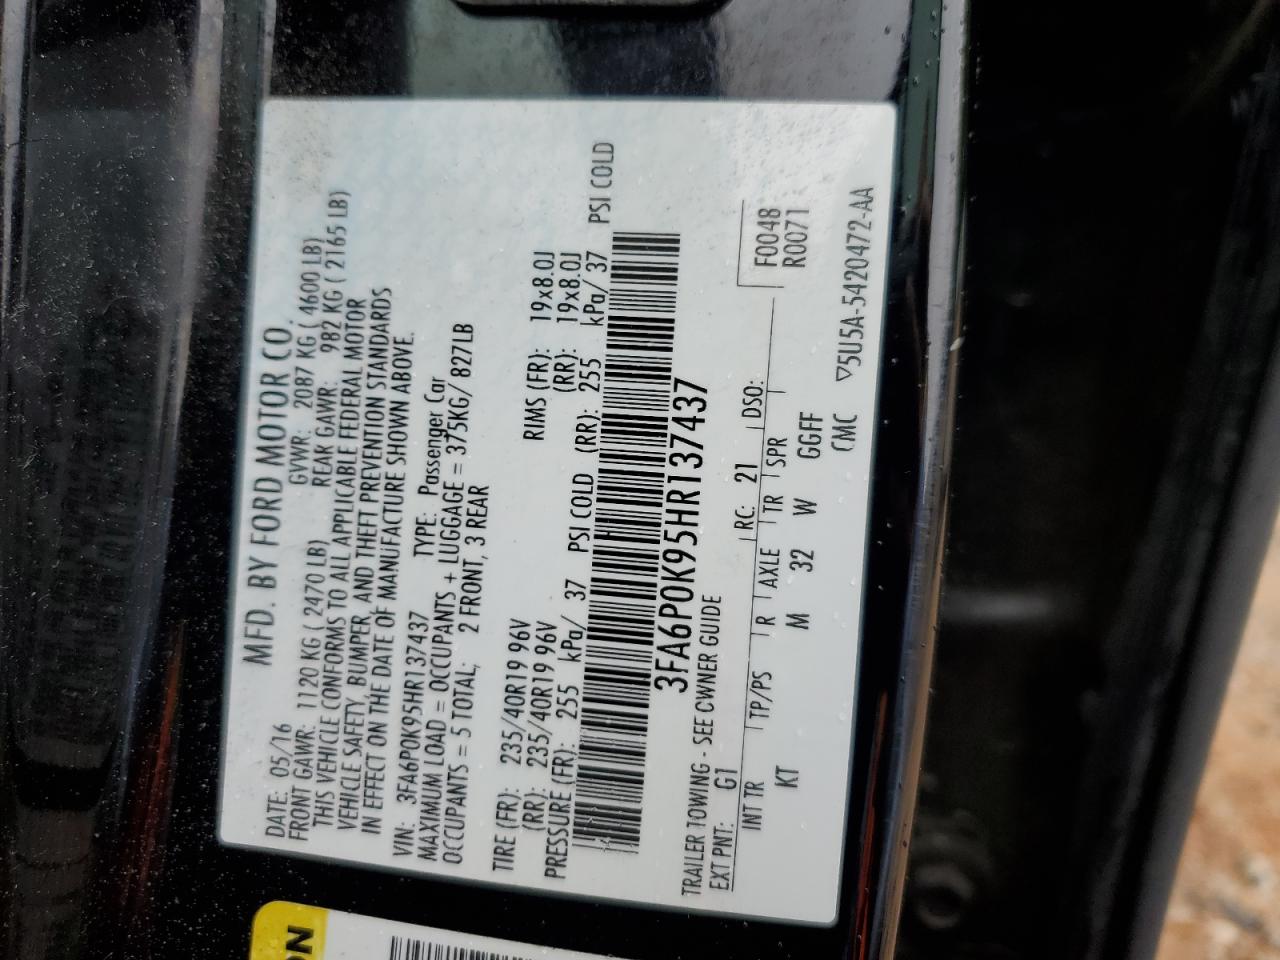 MFD. BY FORD MOTOR CO.
DATE: 05/16 GVWR: 2087 KG ( 4600 LB)
FRONT GAWR: 1120 KG ( 2470 LB) REAR GAWR: 982 KG ( 2165 LB)
THIS VEHICLE CONFORMS TO ALL APPLICABLE FEDERAL MOTOR
VEHICLE SAFETY, BUMPER, AND THEFT PREVENTION STANDARDS
IN EFFECT ON THE DATE OF MANUFACTURE SHOWN ABOVE.
VIN: 3FA6P0K95HR137437 TYPE: Passenger Car
MAXIMUM LOAD = OCCUPANTS + LUGGAGE = 375KG/ 827LB
OCCUPANTS = 5 TOTAL, 2 FRONT, 3 REAR
TIRE (FR): 235/40R19 96V RIMS (FR): 19x8.0J
(RR): 235/40R19 96V (RR): 19x8.0J
PRESSURE (FR): 255 kPa/ 37 PSI COLD (RR): 255 kPa/ 37 PSI COLD
3FA6P0K95HR137437
TRAILER TOWING - SEE OWNER GUIDE
EXT PNT: G1 RC: 21 DSO: F0048
R0071
INT TR TP/PS R AXLE TR SPR
KT M 32 W GGFF
CMC ▽5U5A-5420472-AA
ON